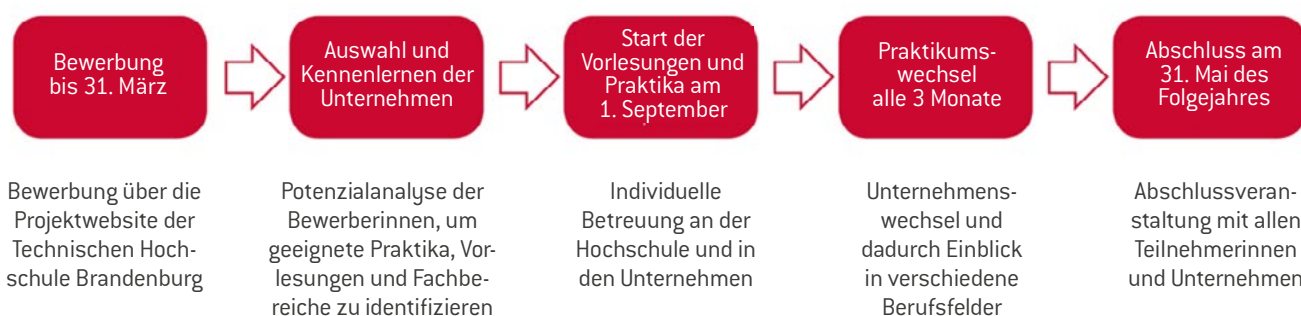 Bewerbung
bis 31. März
Auswahl und
Kennenlernen der
Unternehmen
Start der
Vorlesungen und
Praktika am
1. September
Praktikums-
wechsel
alle 3 Monate
Abschluss am
31. Mai des
Folgejahres
Bewerbung über die
Projektwebsite der
Technischen Hoch-
schule Brandenburg
Potenzialanalyse der
Bewerberinnen, um
geeignete Praktika, Vor-
lesungen und Fachbe-
reiche zu identifizieren
Individuelle
Betreuung an der
Hochschule und in
den Unternehmen
Unternehmens-
wechsel und
dadurch Einblick
in verschiedene
Berufsfelder
Abschlussveran-
staltung mit allen
Teilnehmerinnen
und Unternehmen